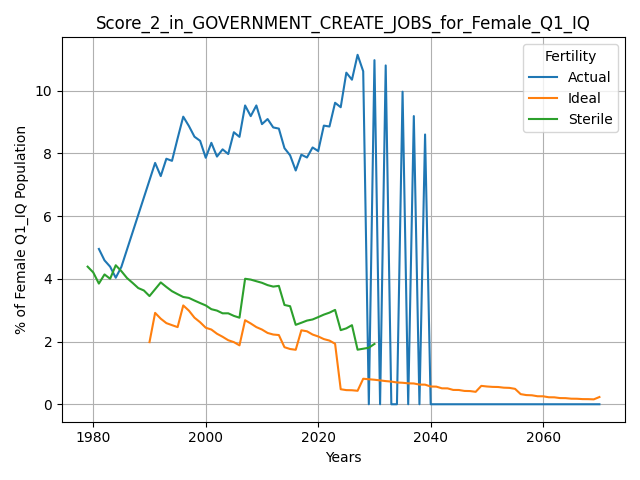 Score_2_in_GOVERNMENT_CREATE_JOBS_for_Female_Q1_IQ
Fertility
Actual
Ideal
Sterile
% of Female Q1_IQ Population
10
8
6
4
2
0
1980
2000
2020
2040
2060
Years